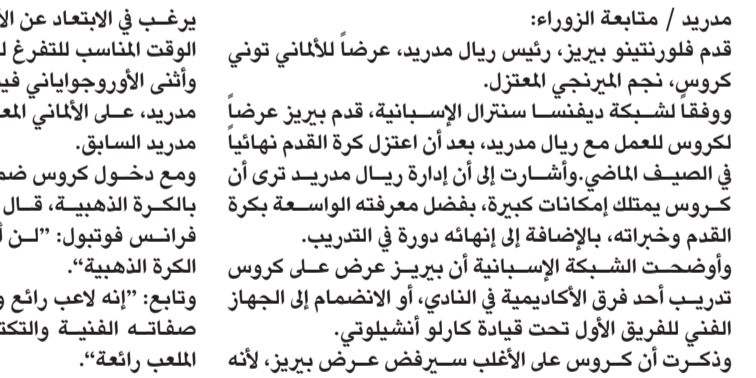 مدريد / متابعة الزوراء:
قدم فلورنتينو بيريز، رئيس ريال مدريد، عرضاً للألماني توني
كروس، نجم الميرنجي المعتزل.
ووفقاً لشبكة ديفنسا سنترال الإسبانية، قدم بيريز عرضاً
لكروس للعمل مع ريال مدريد، بعد أن اعتزل كرة القدم نهائياً
في الصيف الماضي.وأشارت إلى أن إدارة ريال مدريد ترى أن
كروس يمتلك إمكانات كبيرة، بفضل معرفته الواسعة بكرة
القدم وخبراته، بالإضافة إلى إنهائه دورة في التدريب.
وأوضحت الشبكة الإسبانية أن بيريز عرض على كروس
تدريب أحد فرق الأكاديمية في النادي، أو الانضمام إلى الجهاز
الفني للفريق الأول تحت قيادة كارلو أنشيلوتي.
وذكرت أن كروس على الأغلب سيرفض عرض بيريز، لأنه
يرغب في الابتعاد عن
الوقت المناسب للتفرغ
وأثنى الأوروجواياني
مدريد، على الألماني
مدريد السابق.
ومع دخول كروس
بالكرة الذهبية، قال
فرانس فوتبول: ”لن
الكرة الذهبية“.
وتابع: ”إنه لاعب رائع
صفاته الفنية
الملعب رائعة“.